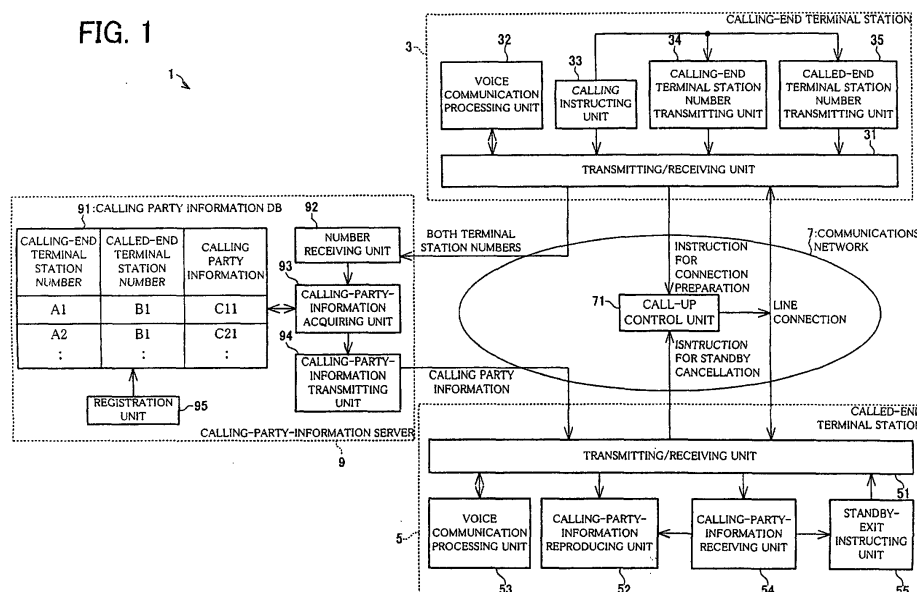 FIG. 1
1
CALLING-END TERMINAL STATION
3
32
VOICE
COMMUNICATION
PROCESSING UNIT
33
CALLING
INSTRUCTING
UNIT
34
CALLING-END
TERMINAL STATION
NUMBER
TRANSMITTING UNIT
35
CALLED-END
TERMINAL STATION
NUMBER
TRANSMITTING UNIT
31
TRANSMITTING/RECEIVING UNIT
91:CALLING PARTY INFORMATION DB
CALLING-END
TERMINAL
STATION
NUMBER
CALLED-END
TERMINAL
STATION
NUMBER
CALLING
PARTY
INFORMATION
A1
B1
C11
A2
B1
C21
:
:
:
REGISTRATION
UNIT
95
92
NUMBER
RECEIVING UNIT
93
CALLING-PARTY-
INFORMATION
ACQUIRING UNIT
94
CALLING-PARTY-
INFORMATION
TRANSMITTING
UNIT
CALLING-PARTY-INFORMATION SERVER
9
BOTH TERMINAL
STATION NUMBERS
CALLING PARTY
INFORMATION
7:COMMUNICATIONS
NETWORK
INSTRUCTION
FOR
CONNECTION
PREPARATION
71
CALL-UP
CONTROL UNIT
LINE
CONNECTION
ISNTRUCTION
FOR STANDBY
CANCELLATION
CALLED-END
TERMINAL STATION
TRANSMITTING/RECEIVING UNIT
51
5
VOICE
COMMUNICATION
PROCESSING UNIT
53
CALLING-PARTY-
INFORMATION
REPRODUCING UNIT
52
CALLING-PARTY-
INFORMATION
RECEIVING UNIT
54
STANDBY-
EXIT
INSTRUCTING
UNIT
55